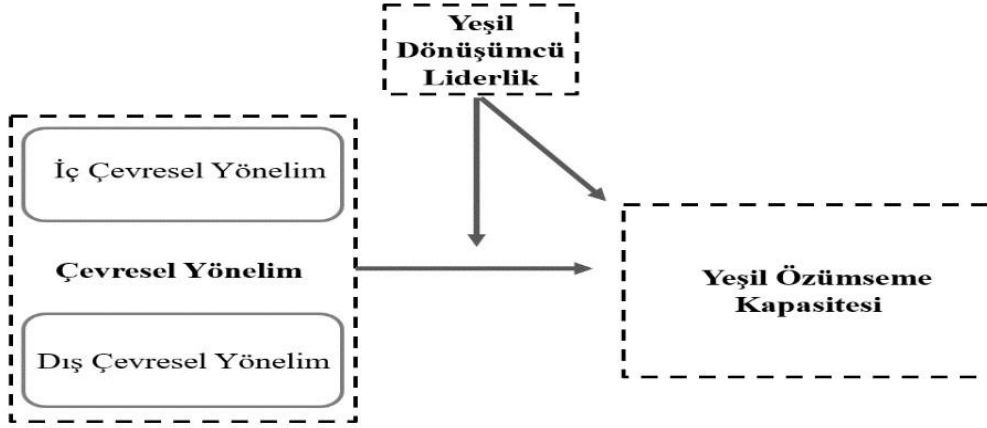 Yeşil
Dönüşümcü
Liderlik
İç Çevresel Yönelim
Çevresel Yönelim
Dış Çevresel Yönelim
Yeşil Özümseme
Kapasitesi